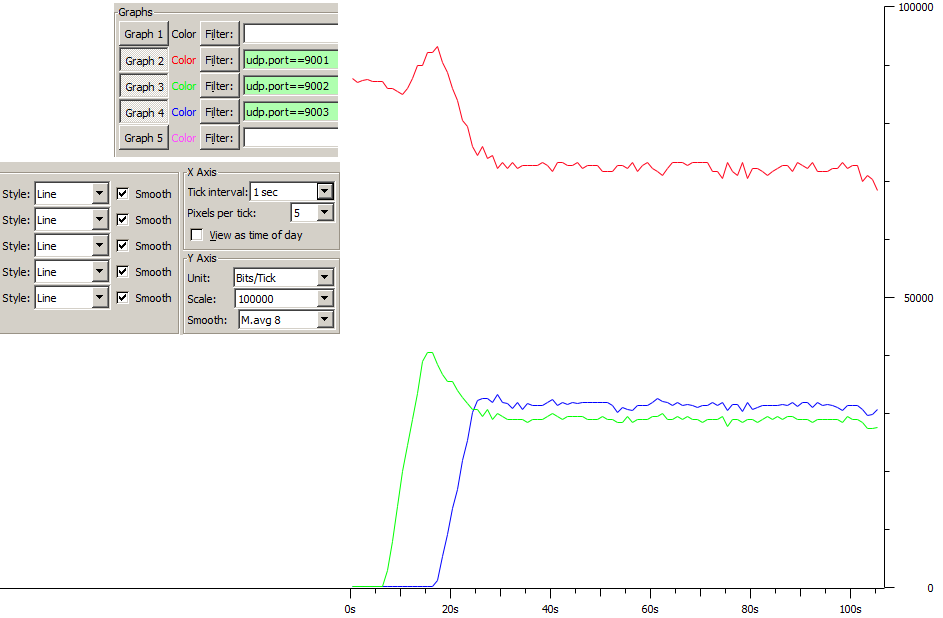 Graphs
Graph 1 Color Filter:
Graph 2 Color Filter: udp.port==9001
Graph 3 Color Filter: udp.port==9002
Graph 4 Color Filter: udp.port==9003
Graph 5 Color Filter:
Style: Line Smooth
Style: Line Smooth
Style: Line Smooth
Style: Line Smooth
Style: Line Smooth
X Axis
Tick interval: 1 sec
Pixels per tick: 5
View as time of day
Y Axis
Unit: Bits/Tick
Scale: 100000
Smooth: M.avg 8
100000
50000
0
0s 20s 40s 60s 80s 100s